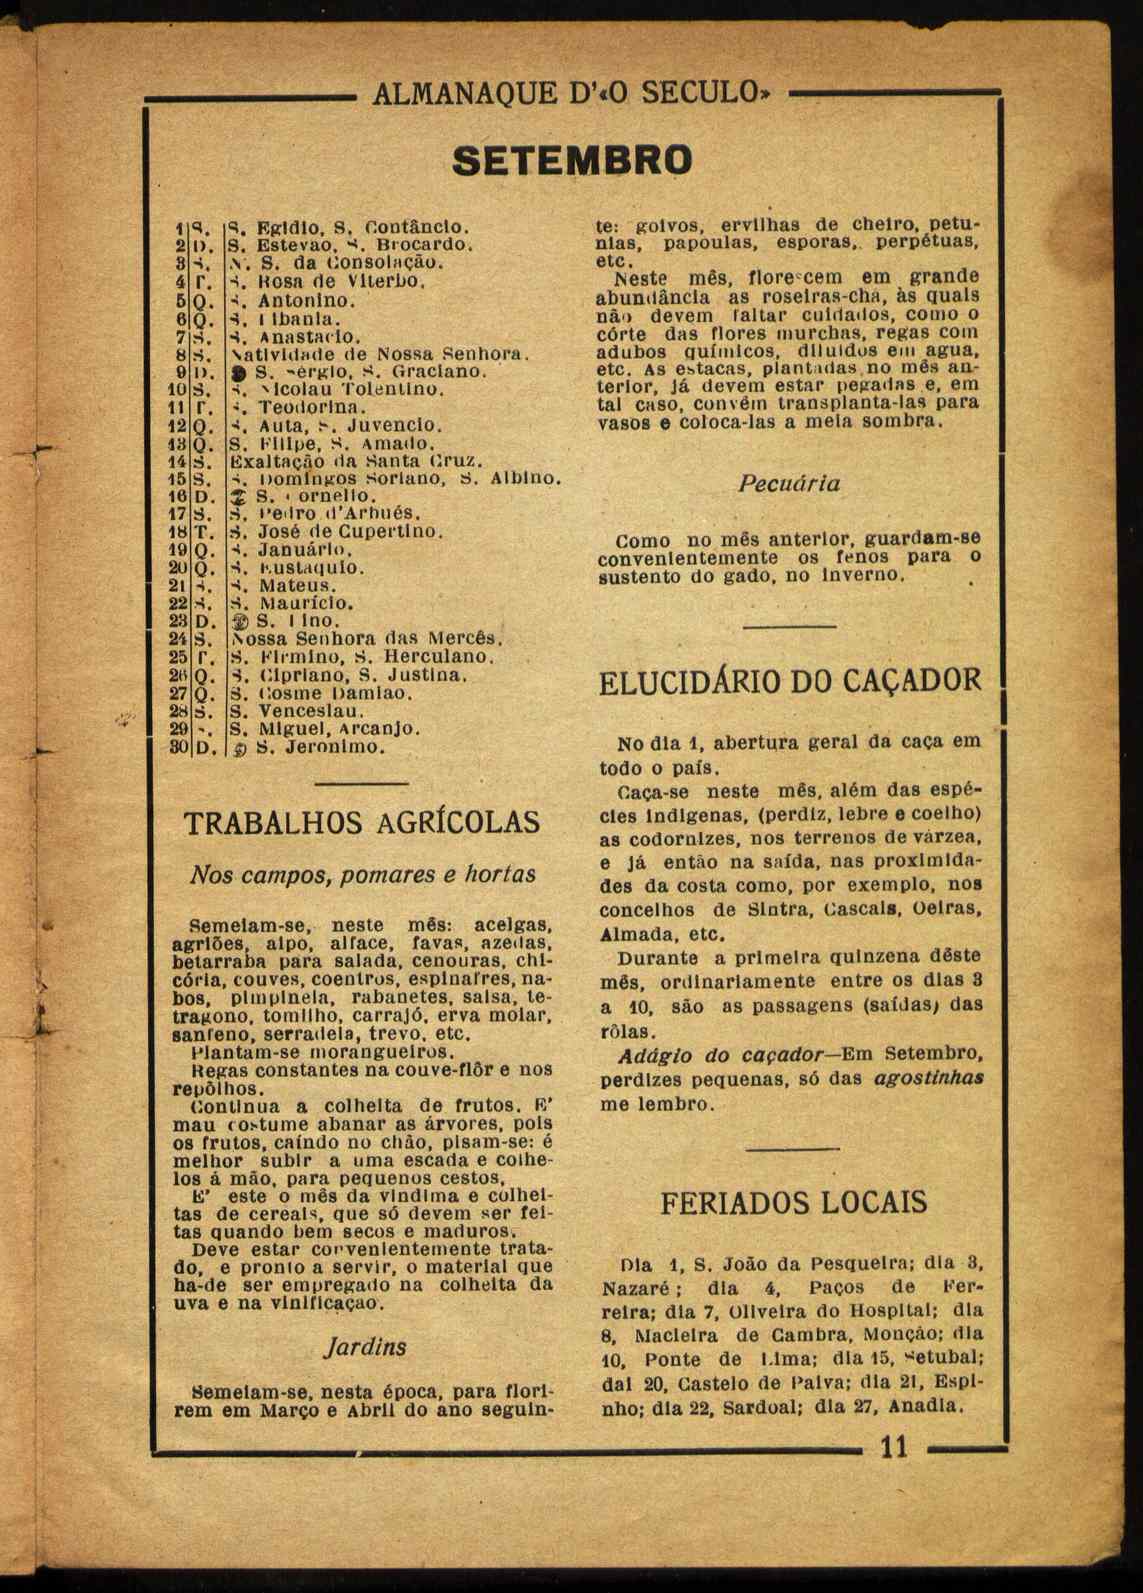 ALMANAQUE D'«O SECULO»
SETEMBRO
1 S. S. Egidio, S. Contâncio.
2 D. S. Estevao, S. Brocardo.
3 S. N. S. da Consolação.
4 T. S. Rosa de Viterbo.
5 Q. S. Antonino.
6 Q. S. Libania.
7 S. S. Anastacio.
8 S. Natividade de Nossa Senhora.
9 D. S. Sérgio, S. Graciano.
10 S. S. Nicolau Tolentino.
11 T. S. Teodorina.
12 Q. S. Auta, S. Juvencio.
13 Q. S. Filipe, S. Amado.
14 S. Exaltação da Santa Cruz.
15 S. S. Domingos Soriano, S. Albino.
16 D. S. Cornelio.
17 S. S. Pedro d'Arbués.
18 T. S. José de Cupertino.
19 Q. S. Januário.
20 Q. S. Eustaquio.
21 S. S. Mateus.
22 S. S. Maurício.
23 D. S. Lino.
24 S. Nossa Senhora das Mercês.
25 T. S. Firmino, S. Herculano.
26 Q. S. Cipriano, S. Justina.
27 Q. S. Cosme Damiao.
28 S. S. Venceslau.
29 S. S. Miguel, Arcanjo.
30 D. S. Jeronimo.
TRABALHOS AGRÍCOLAS
Nos campos, pomares e hortas
Semeiam-se, neste mês: acelgas,
agriões, aipo, alface, favas, azedas,
betarraba para salada, cenouras, chi-
cória, couves, coentros, espinafres, na-
bos, pimpinela, rabanetes, salsa, te-
tragono, tomilho, carrajó, erva molar,
sanfeno, serradela, trevo, etc.
Plantam-se morangueiros.
Regas constantes na couve-flôr e nos
repôlhos.
Continua a colheita de frutos. E'
mau costume abanar as árvores, pois
os frutos, caíndo no chão, pisam-se: é
melhor subir a uma escada e colhe-
los á mão, para pequenos cestos.
E' este o mês da vindima e colhei-
tas de cereais, que só devem ser fei-
tas quando bem secos e maduros.
Deve estar convenientemente trata-
do, e pronto a servir, o material que
ha-de ser empregado na colheita da
uva e na vinificaçao.
Jardins
Semeiam-se, nesta época, para flori-
rem em Março e Abril do ano seguin-
te: goivos, ervilhas de cheiro, petu-
nias, papoulas, esporas, perpétuas,
etc.
Neste mês, florescem em grande
abundância as roseiras-chá, às quais
não devem faltar cuidados, como o
córte das flores murchas, regas com
adubos químicos, diluidos em agua,
etc. As estacas, plantadas no mês an-
terior, já devem estar pegadas e, em
tal caso, convém transplanta-las para
vasos e coloca-las a meia sombra.
Pecuária
Como no mês anterior, guardam-se
convenientemente os fenos para o
sustento do gado, no inverno.
ELUCIDÁRIO DO CAÇADOR
No dia 1, abertura geral da caça em
todo o país.
Caça-se neste mês, além das espé-
cies indigenas, (perdiz, lebre e coelho)
as codornizes, nos terrenos de várzea,
e já então na saída, nas proximida-
des da costa como, por exemplo, nos
concelhos de Sintra, Cascais, Oeiras,
Almada, etc.
Durante a primeira quinzena dêste
mês, ordinariamente entre os dias 3
a 10, são as passagens (saídas) das
rôlas.
Adágio do caçador—Em Setembro,
perdizes pequenas, só das agostinhas
me lembro.
FERIADOS LOCAIS
Dia 1, S. João da Pesqueira; dia 3,
Nazaré; dia 4, Paços de Fer-
reira; dia 7, Oliveira do Hospital; dia
8, Macieira de Cambra, Monção; dia
10, Ponte de Lima; dia 15, Setubal;
dai 20, Castelo de Paiva; dia 21, Espi-
nho; dia 22, Sardoal; dia 27, Anadia.
11